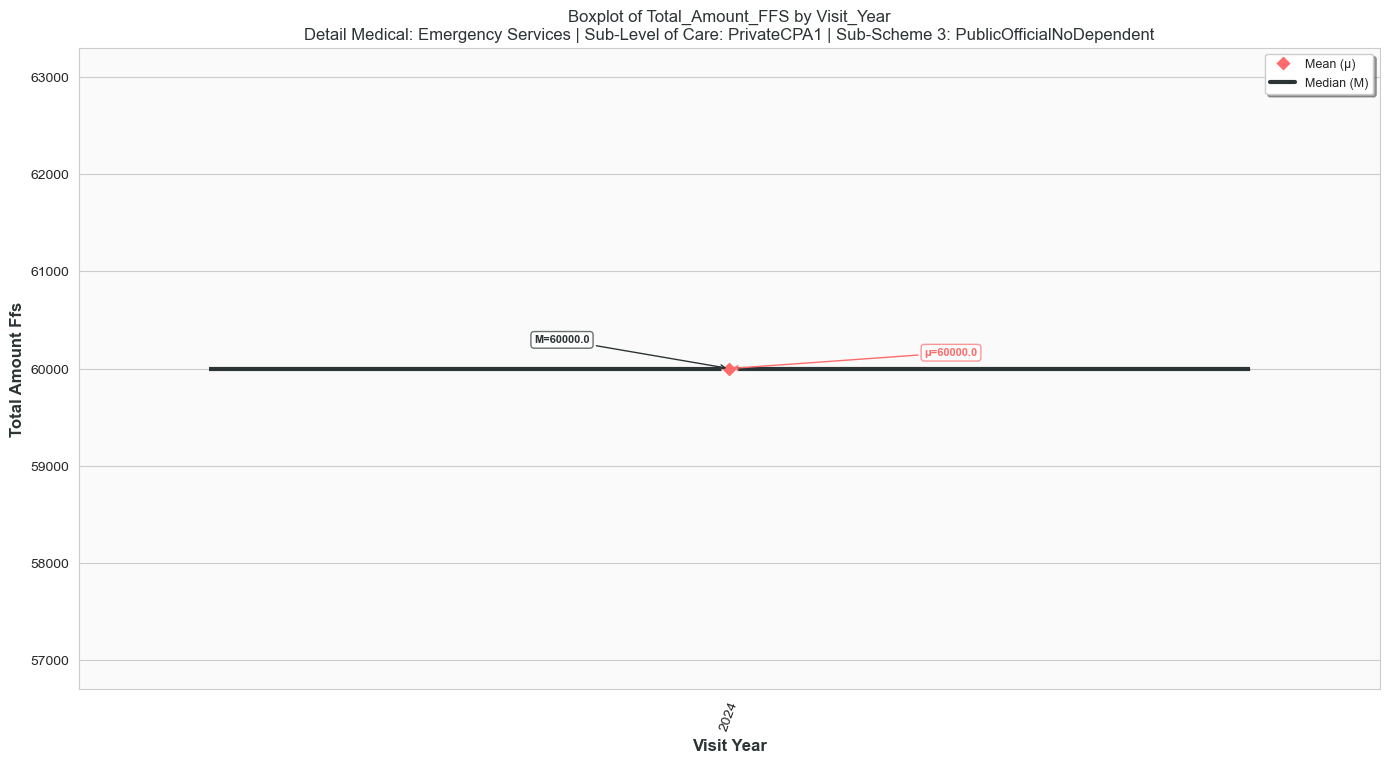 Boxplot of Total_Amount_FFS by Visit_Year
Detail Medical: Emergency Services | Sub-Level of Care: PrivateCPA1 | Sub-Scheme 3: PublicOfficialNoDependent
Mean (μ)
Median (M)
63000
62000
61000
60000
59000
58000
57000
Total Amount Ffs
M=60000.0
μ=60000.0
2024
Visit Year